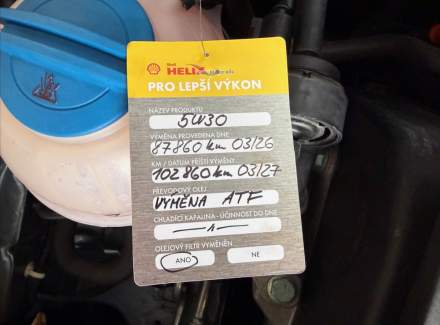 Shell
HELIX Motor oils
PRO LEPŠÍ VÝKON
NÁZEV PRODUKTU
5W30
VÝMĚNA PROVEDENA DNE
87860 km 03/26
KM / DATUM PŘÍŠTÍ VÝMĚNY
102 860 km 03/27
PŘEVODOVÝ OLEJ
VÝMĚNA ATF
CHLADÍCÍ KAPALINA - ÚČINNOST DO DNE
OLEJOVÝ FILTR VYMĚNĚN
ANO NE